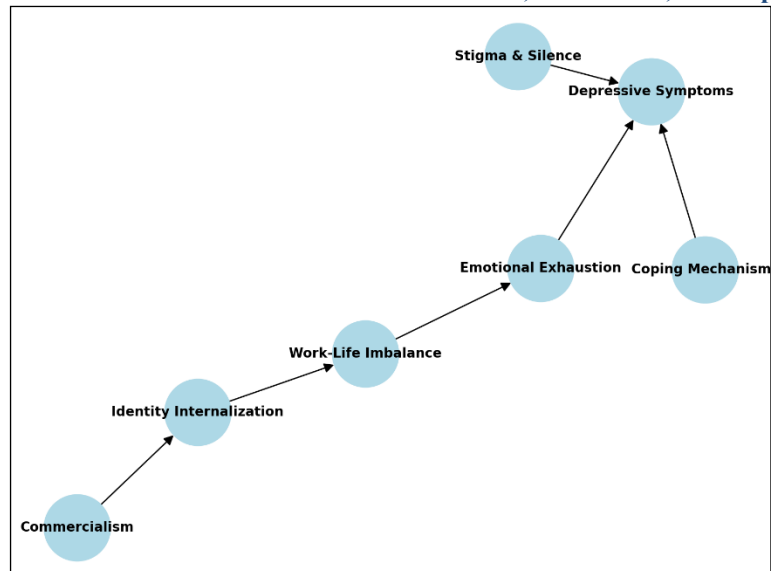 Stigma & Silence
Depressive Symptoms
Emotional Exhaustion
Coping Mechanism
Work-Life Imbalance
Identity Internalization
Commercialism